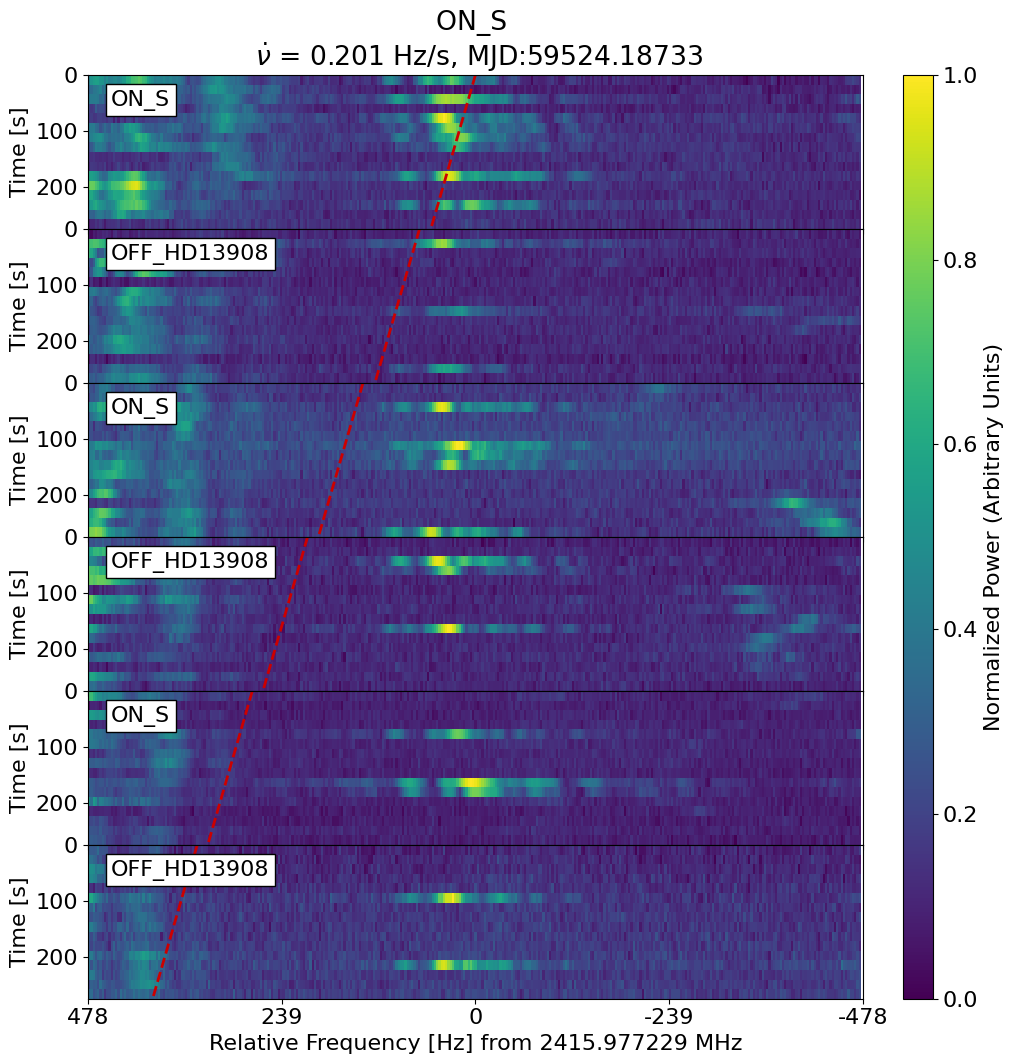 ON_S
ν̇ = 0.201 Hz/s, MJD:59524.18733
0
100
200
Time [s]
ON_S
0
100
200
Time [s]
OFF_HD13908
0
100
200
Time [s]
ON_S
0
100
200
Time [s]
OFF_HD13908
0
100
200
Time [s]
ON_S
0
100
200
Time [s]
OFF_HD13908
478
239
0
-239
-478
Relative Frequency [Hz] from 2415.977229 MHz
1.0
0.8
0.6
0.4
0.2
0.0
Normalized Power (Arbitrary Units)